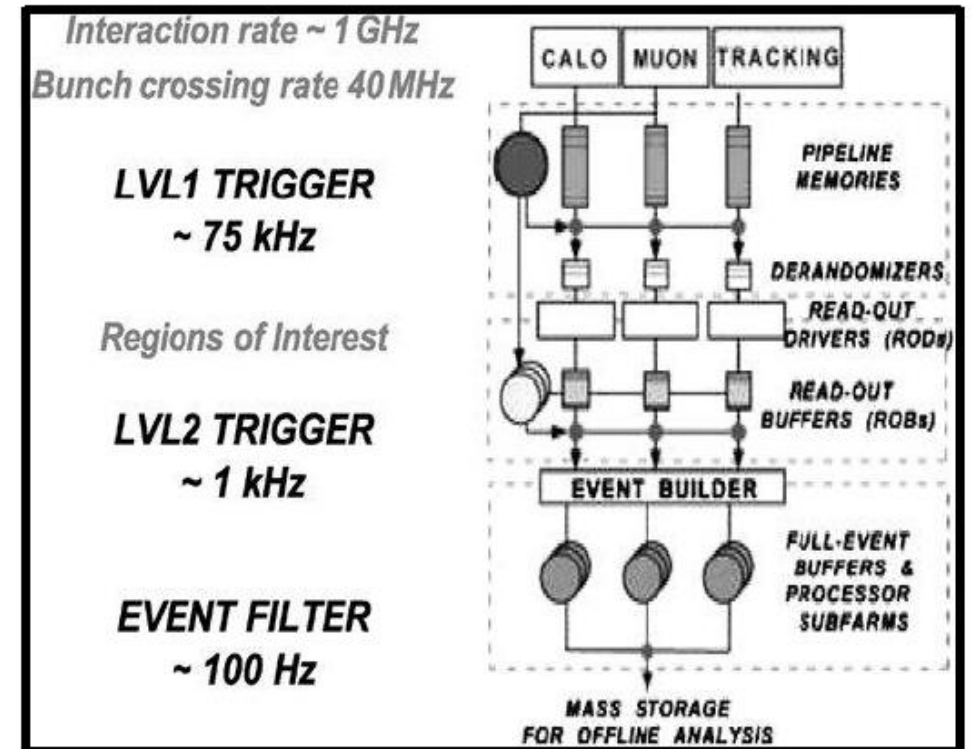 Interaction rate ~ 1 GHz
Bunch crossing rate 40 MHz
LVL1 TRIGGER
~ 75 kHz
Regions of Interest
LVL2 TRIGGER
~ 1 kHz
EVENT FILTER
~ 100 Hz
CALO MUON TRACKING
PIPELINE
MEMORIES
DERANDOMIZERS
READ-OUT
DRIVERS (RODs)
READ-OUT
BUFFERS (ROBs)
EVENT BUILDER
FULL-EVENT
BUFFERS &
PROCESSOR
SUBFARMS
MASS STORAGE
FOR OFFLINE ANALYSIS